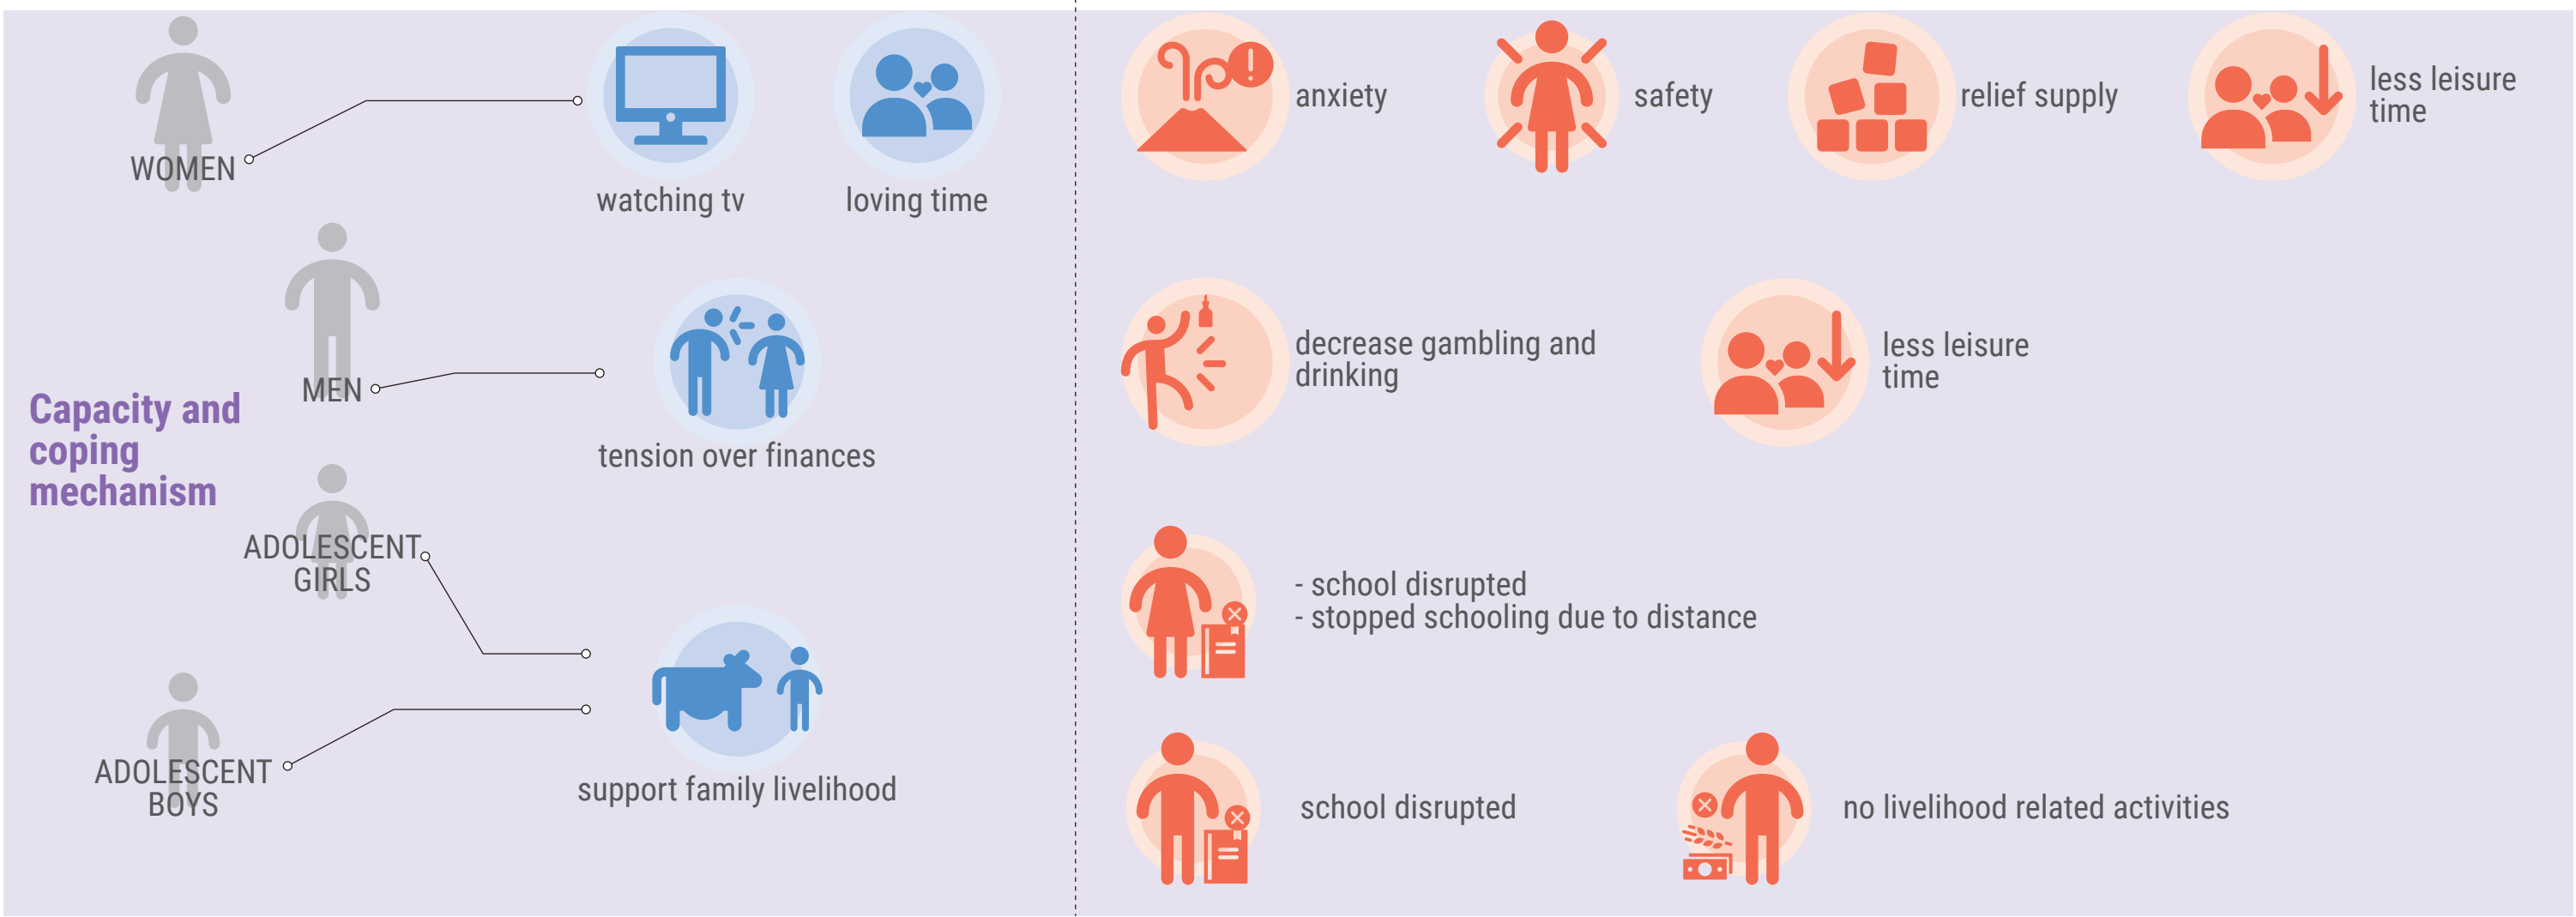 WOMEN
watching tv
loving time
anxiety
safety
relief supply
less leisure
time
MEN
tension over finances
decrease gambling and
drinking
less leisure
time
Capacity and
coping
mechanism
ADOLESCENT
GIRLS
- school disrupted
- stopped schooling due to distance
ADOLESCENT
BOYS
support family livelihood
school disrupted
no livelihood related activities